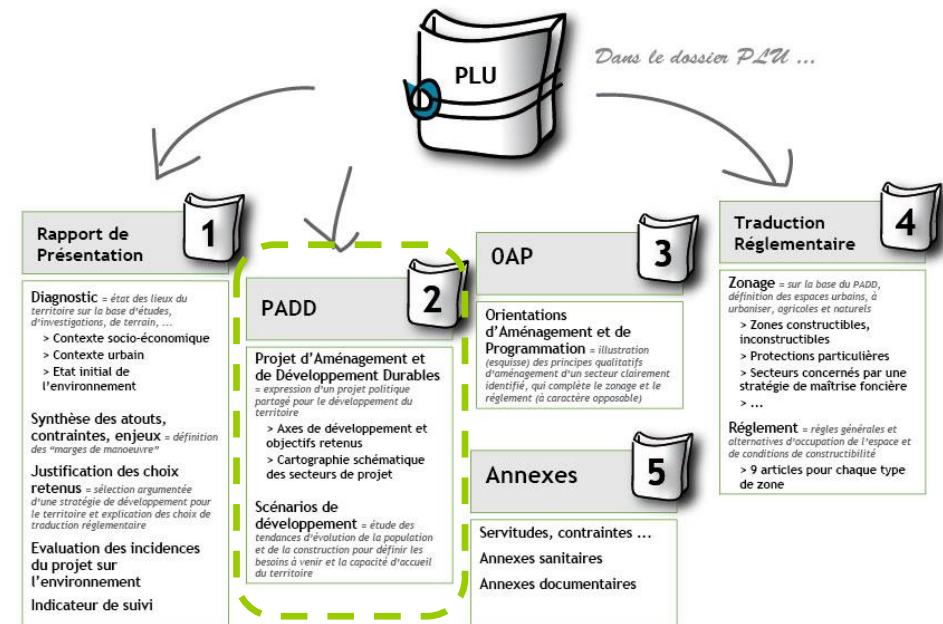 PLU
Dans le dossier PLU ...
1
Rapport de
Présentation
Diagnostic = état des lieux du
territoire sur la base d'études,
d'investigations, de terrain, ...
> Contexte socio-économique
> Contexte urbain
> Etat initial de
l'environnement
Synthèse des atouts,
contraintes, enjeux = définition
des "marges de manoeuvre"
Justification des choix
retenus = sélection argumentée
d'une stratégie de développement pour
le territoire et explication des choix de
traduction réglementaire
Evaluation des incidences
du projet sur
l'environnement
Indicateur de suivi
2
PADD
Projet d'Aménagement et
de Développement Durables
= expression d'un projet politique
partagé pour le développement du
territoire
> Axes de développement et
objectifs retenus
> Cartographie schématique
des secteurs de projet
Scénarios de
développement = étude des
tendances d'évolution de la population
et de la construction pour définir les
besoins à venir et la capacité d'accueil
du territoire
3
OAP
Orientations
d'Aménagement et de
Programmation = illustration
(esquisse) des principes qualitatifs
d'aménagement d'un secteur clairement
identifié, qui complète le zonage et le
réglement (à caractère opposable)
5
Annexes
Servitudes, contraintes ...
Annexes sanitaires
Annexes documentaires
4
Traduction
Réglementaire
Zonage = sur la base du PADD,
définition des espaces urbains, à
urbaniser, agricoles et naturels
> Zones constructibles,
inconstructibles
> Protections particulières
> Secteurs concernés par une
stratégie de maîtrise foncière
> ...
Réglement = règles générales et
alternatives d'occupation de l'espace et
de conditions de constructibilité
> 9 articles pour chaque type
de zone